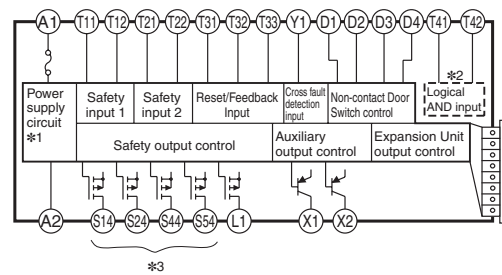 A1 T11 T12 T21 T22 T31 T32 T33 Y1 D1 D2 D3 D4 T41 T42
✻2
Power supply circuit ✻1
Safety input 1
Safety input 2
Reset/Feedback Input
Cross fault detection input
Non-contact Door Switch control
Logical AND input
Safety output control
Auxiliary output control
Expansion Unit output control
A2 S14 S24 S44 S54 L1 X1 X2
✻3